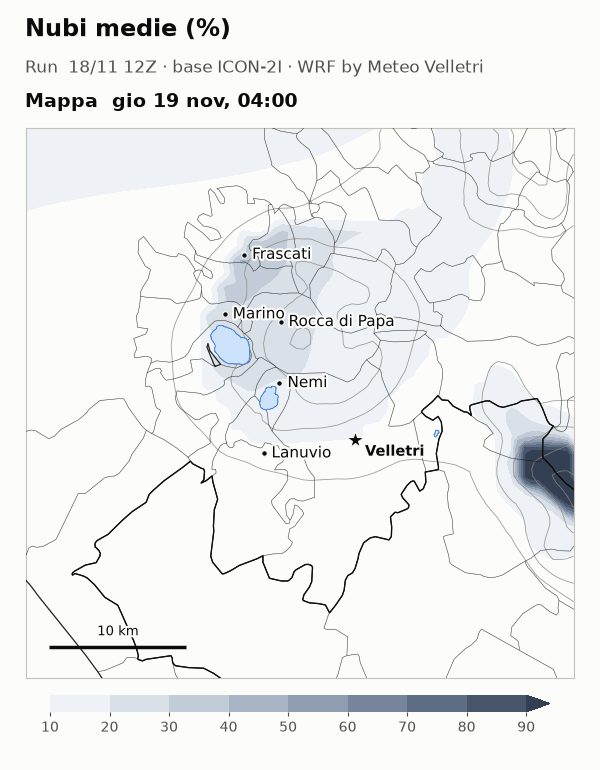 Nubi medie (%)
Run 18/11 12Z · base ICON-2I · WRF by Meteo Velletri
Mappa gio 19 nov, 04:00
Frascati
Marino
Rocca di Papa
Nemi
Velletri
Lanuvio
10 km
10 20 30 40 50 60 70 80 90